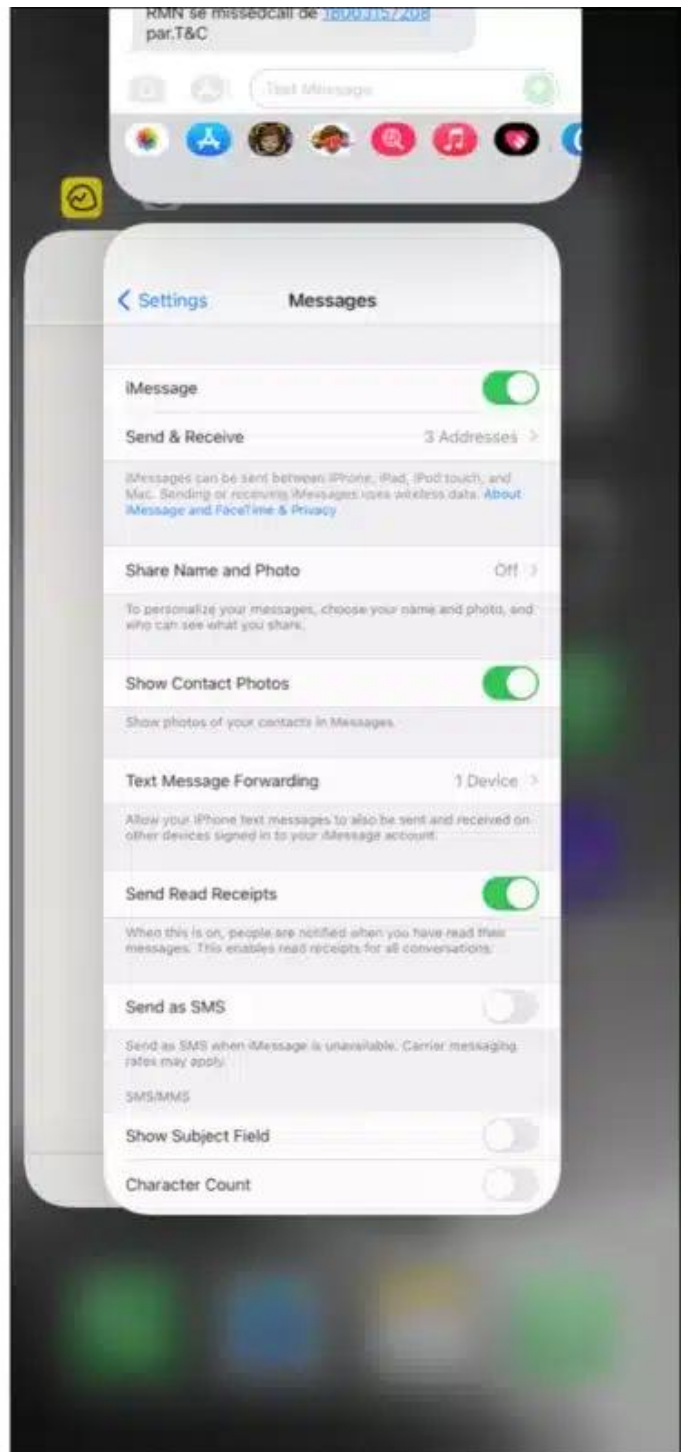 RMN se missedcall de 18003157208
par.T&C
Text Message
Settings
Messages
iMessage
Send & Receive
3 Addresses
iMessages can be sent between iPhone, iPad, iPod touch, and
Mac. Sending or receiving iMessages uses wireless data. About
iMessage and FaceTime & Privacy
Share Name and Photo
Off
To personalize your messages, choose your name and photo, and
who can see what you share.
Show Contact Photos
Show photos of your contacts in Messages.
Text Message Forwarding
1 Device
Allow your iPhone text messages to also be sent and received on
other devices signed in to your iMessage account.
Send Read Receipts
When this is on, people are notified when you have read their
messages. This enables read receipts for all conversations.
Send as SMS
Send as SMS when iMessage is unavailable. Carrier messaging
rates may apply.
SMS/MMS
Show Subject Field
Character Count